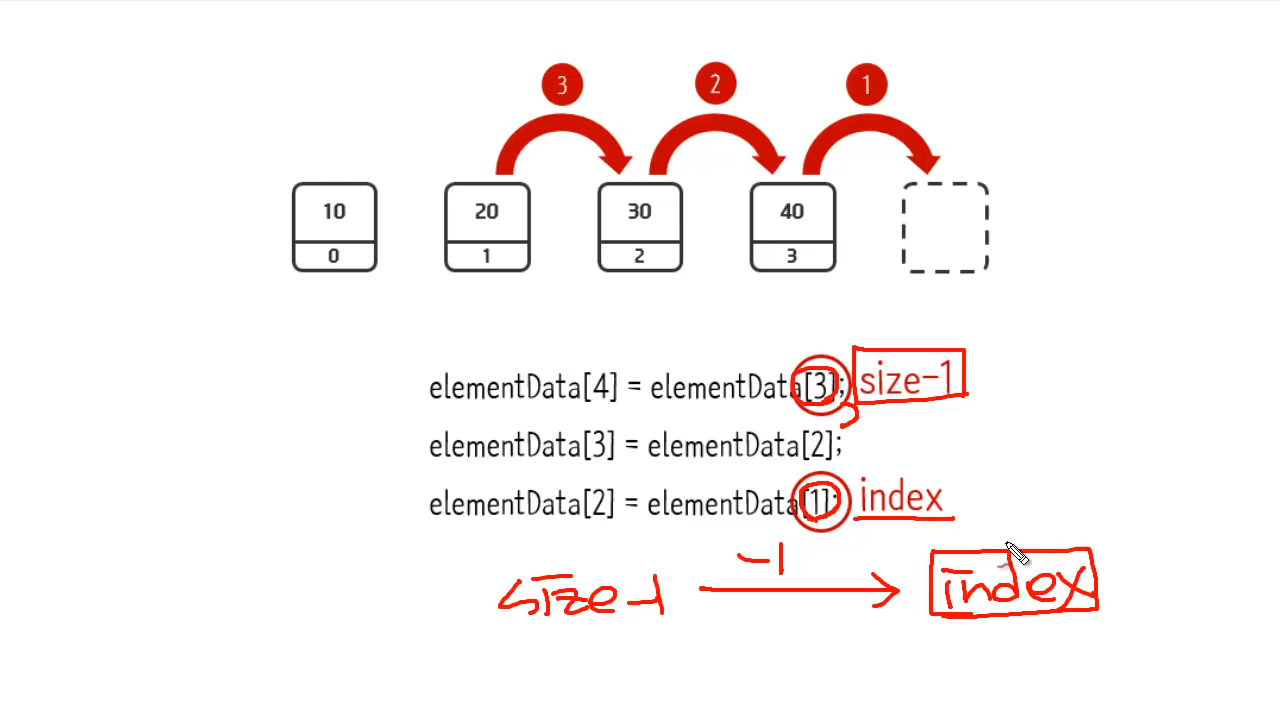 3 2 1
10 20 30 40
0 1 2 3
elementData[4] = elementData[3]; size-1
elementData[3] = elementData[2];
elementData[2] = elementData[1]; index
-1
size-1 index